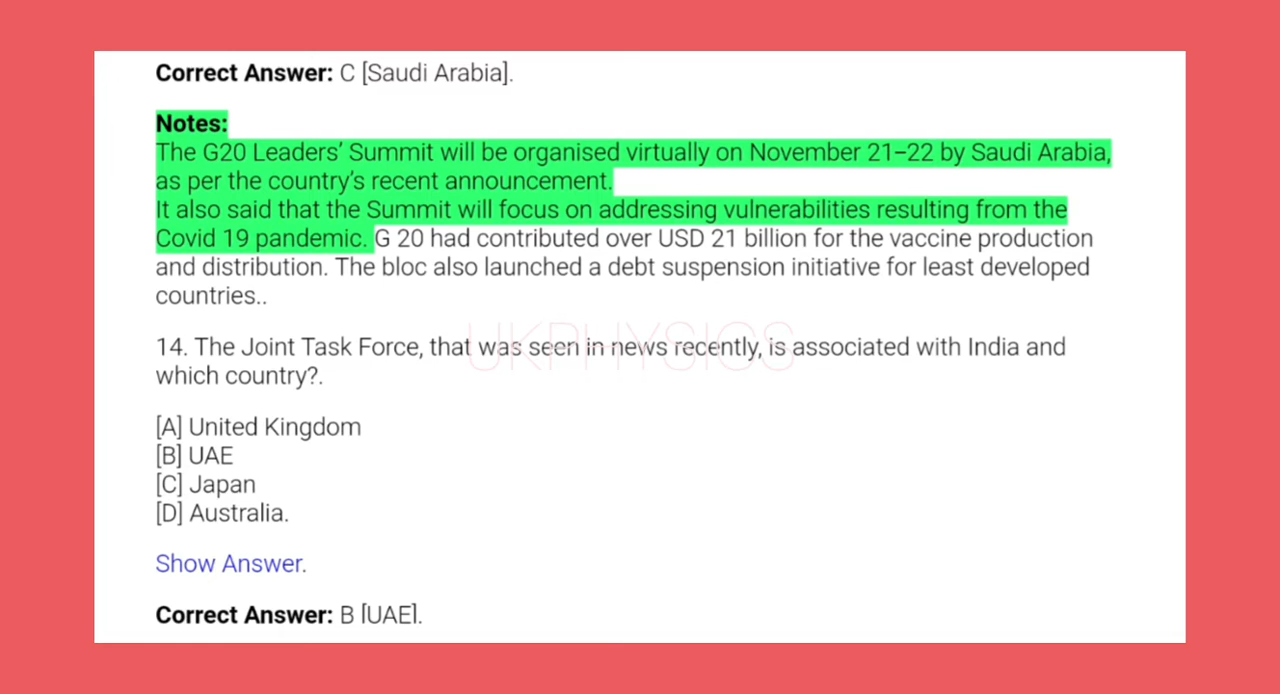 Correct Answer: C [Saudi Arabia].
Notes:
The G20 Leaders’ Summit will be organised virtually on November 21–22 by Saudi Arabia,
as per the country’s recent announcement.
It also said that the Summit will focus on addressing vulnerabilities resulting from the
Covid 19 pandemic. G 20 had contributed over USD 21 billion for the vaccine production
and distribution. The bloc also launched a debt suspension initiative for least developed
countries..
UKPHYSICS
14. The Joint Task Force, that was seen in news recently, is associated with India and
which country?.
[A] United Kingdom
[B] UAE
[C] Japan
[D] Australia.
Show Answer.
Correct Answer: B [UAE].